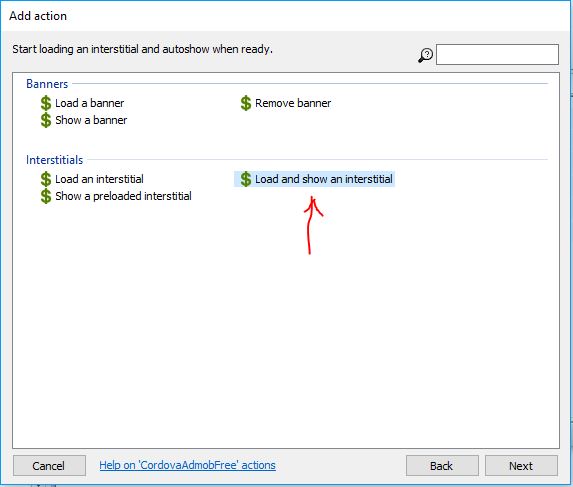 Add action
Start loading an interstitial and autoshow when ready.
Banners
$ Load a banner $ Remove banner
$ Show a banner
Interstitials
$ Load an interstitial $ Load and show an interstitial
$ Show a preloaded interstitial
Cancel Help on 'CordovaAdmobFree' actions Back Next